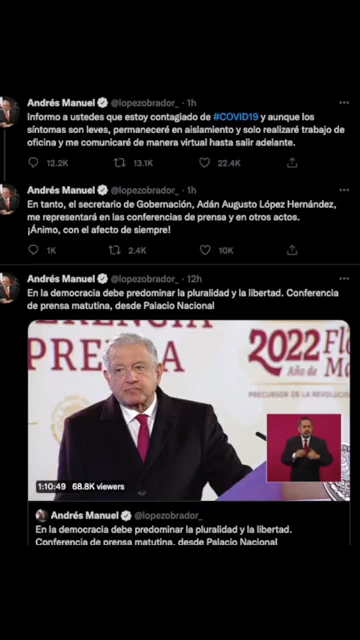 Andrés Manuel @lopezobrador_ · 1h
Informo a ustedes que estoy contagiado de #COVID19 y aunque los
síntomas son leves, permaneceré en aislamiento y solo realizaré trabajo de
oficina y me comunicaré de manera virtual hasta salir adelante.
12.2K 13.1K 22.4K
Andrés Manuel @lopezobrador_ · 1h
En tanto, el secretario de Gobernación, Adán Augusto López Hernández,
me representará en las conferencias de prensa y en otros actos.
¡Ánimo, con el afecto de siempre!
1K 2.4K 10K
Andrés Manuel @lopezobrador_ · 12h
En la democracia debe predominar la pluralidad y la libertad. Conferencia
de prensa matutina, desde Palacio Nacional
PRENSA
2022 Flo
Año de Ma
PRECURSOR DE LA REVOLUCI
1:10:49 68.8K viewers
Andrés Manuel @lopezobrador_
En la democracia debe predominar la pluralidad y la libertad.
Conferencia de prensa matutina, desde Palacio Nacional